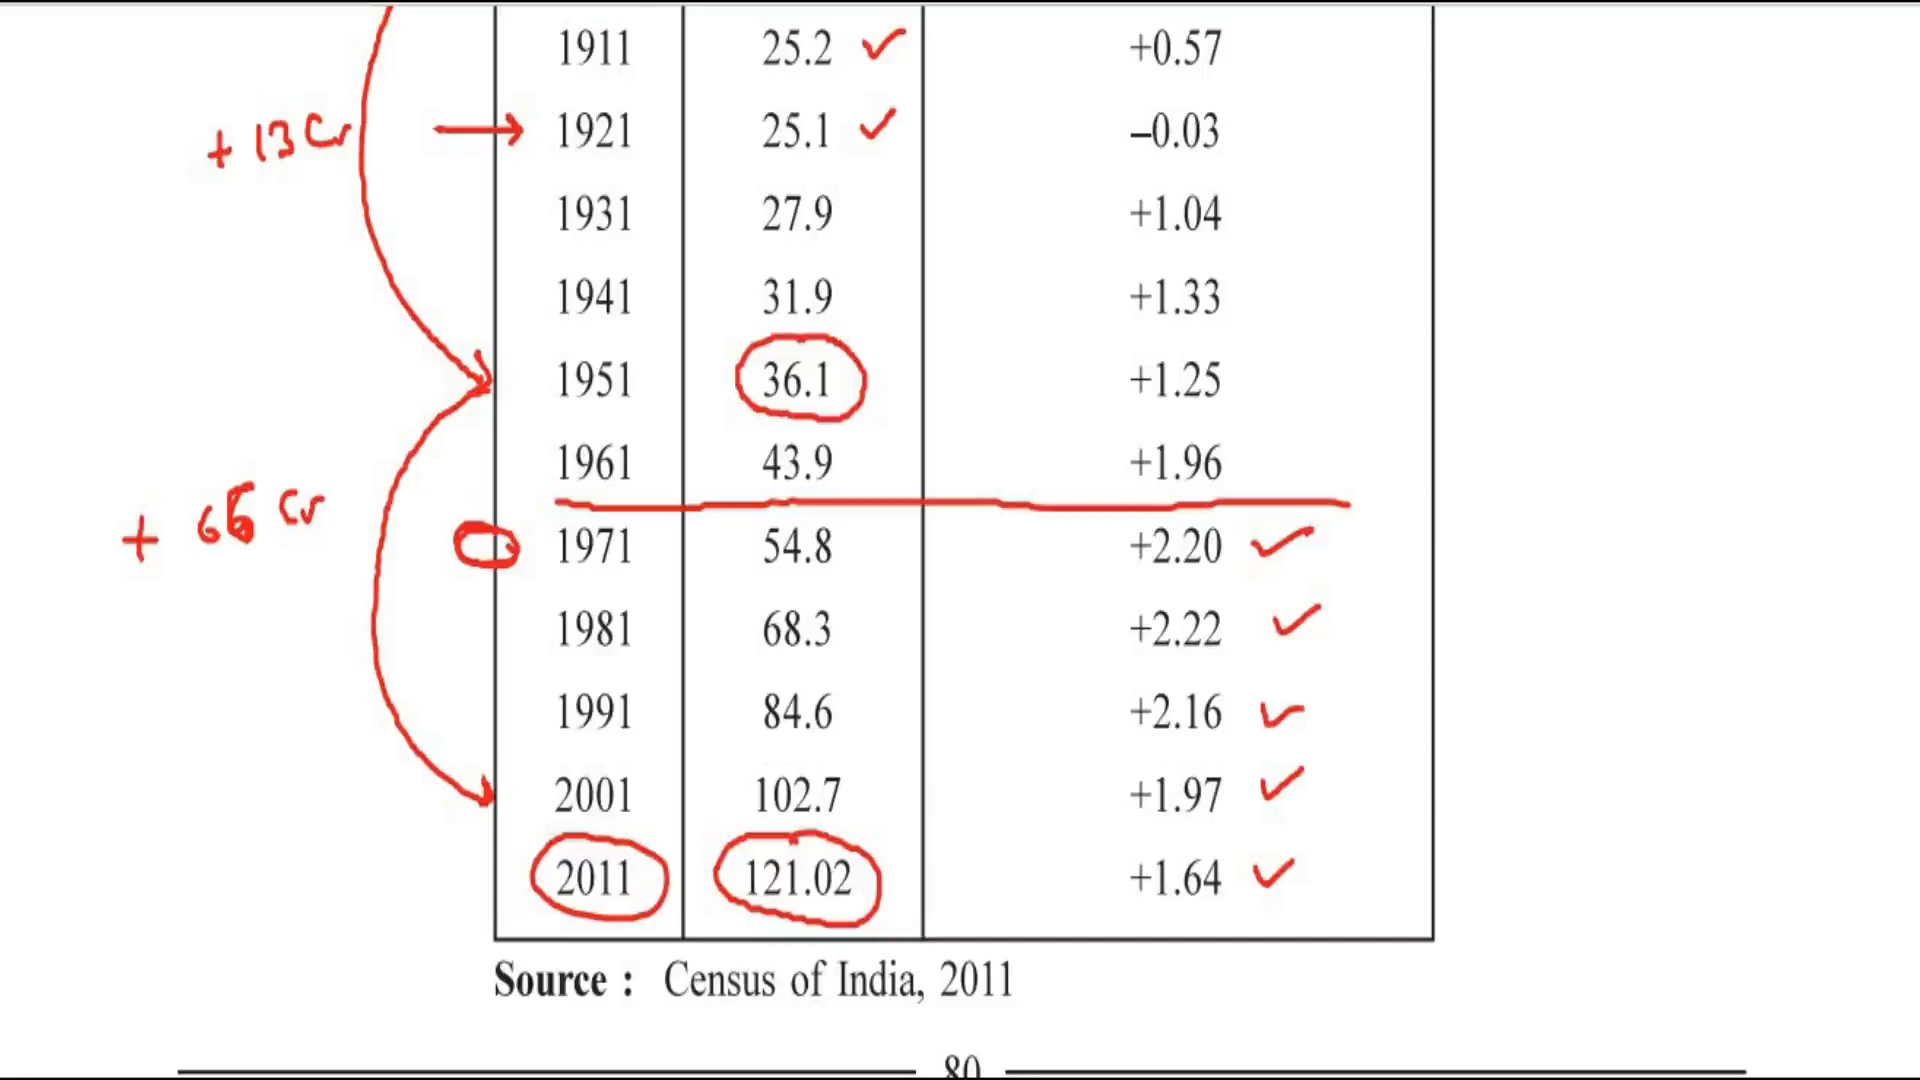 1911 25.2 +0.57
+ 13 Cr 1921 25.1 –0.03
1931 27.9 +1.04
1941 31.9 +1.33
1951 36.1 +1.25
1961 43.9 +1.96
+ 66 Cr
1971 54.8 +2.20
1981 68.3 +2.22
1991 84.6 +2.16
2001 102.7 +1.97
2011 121.02 +1.64
Source : Census of India, 2011
80